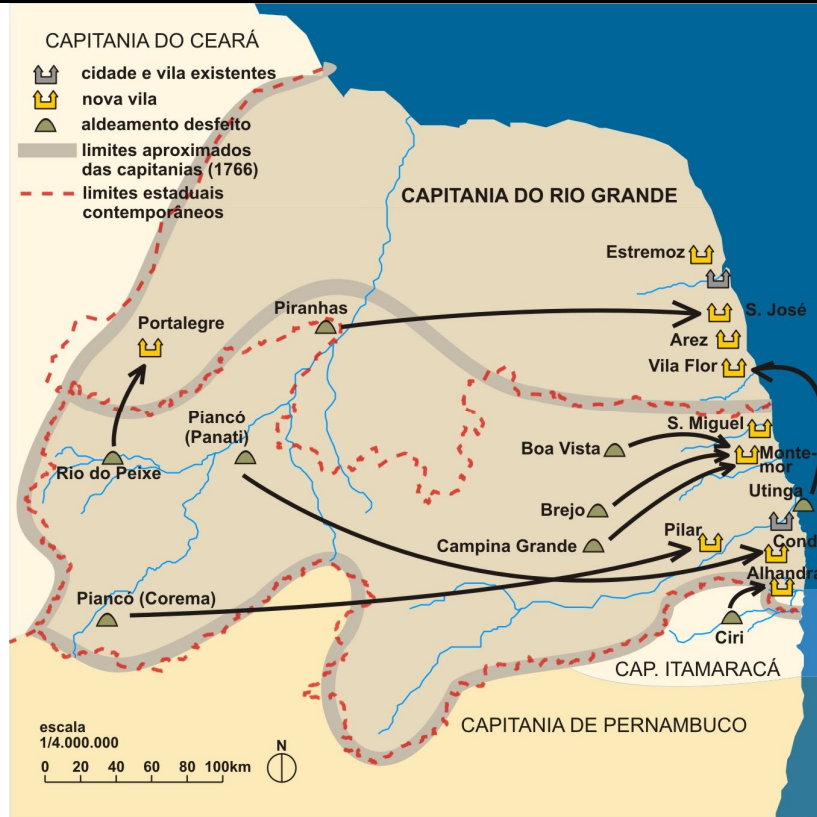 CAPITANIA DO CEARÁ
cidade e vila existentes
nova vila
aldeamento desfeito
limites aproximados
das capitanias (1766)
limites estaduais
contemporâneos
CAPITANIA DO RIO GRANDE
Estremoz
S. José
Piranhas
Portalegre
Arez
Vila Flor
Piancó
(Panati)
S. Miguel
Boa Vista
Monte-
mor
Rio do Peixe
Utinga
Brejo
Pilar
Cond
Campina Grande
Alhandra
Piancó (Corema)
Ciri
CAP. ITAMARACÁ
CAPITANIA DE PERNAMBUCO
escala
1/4.000.000
0 20 40 60 80 100km
N